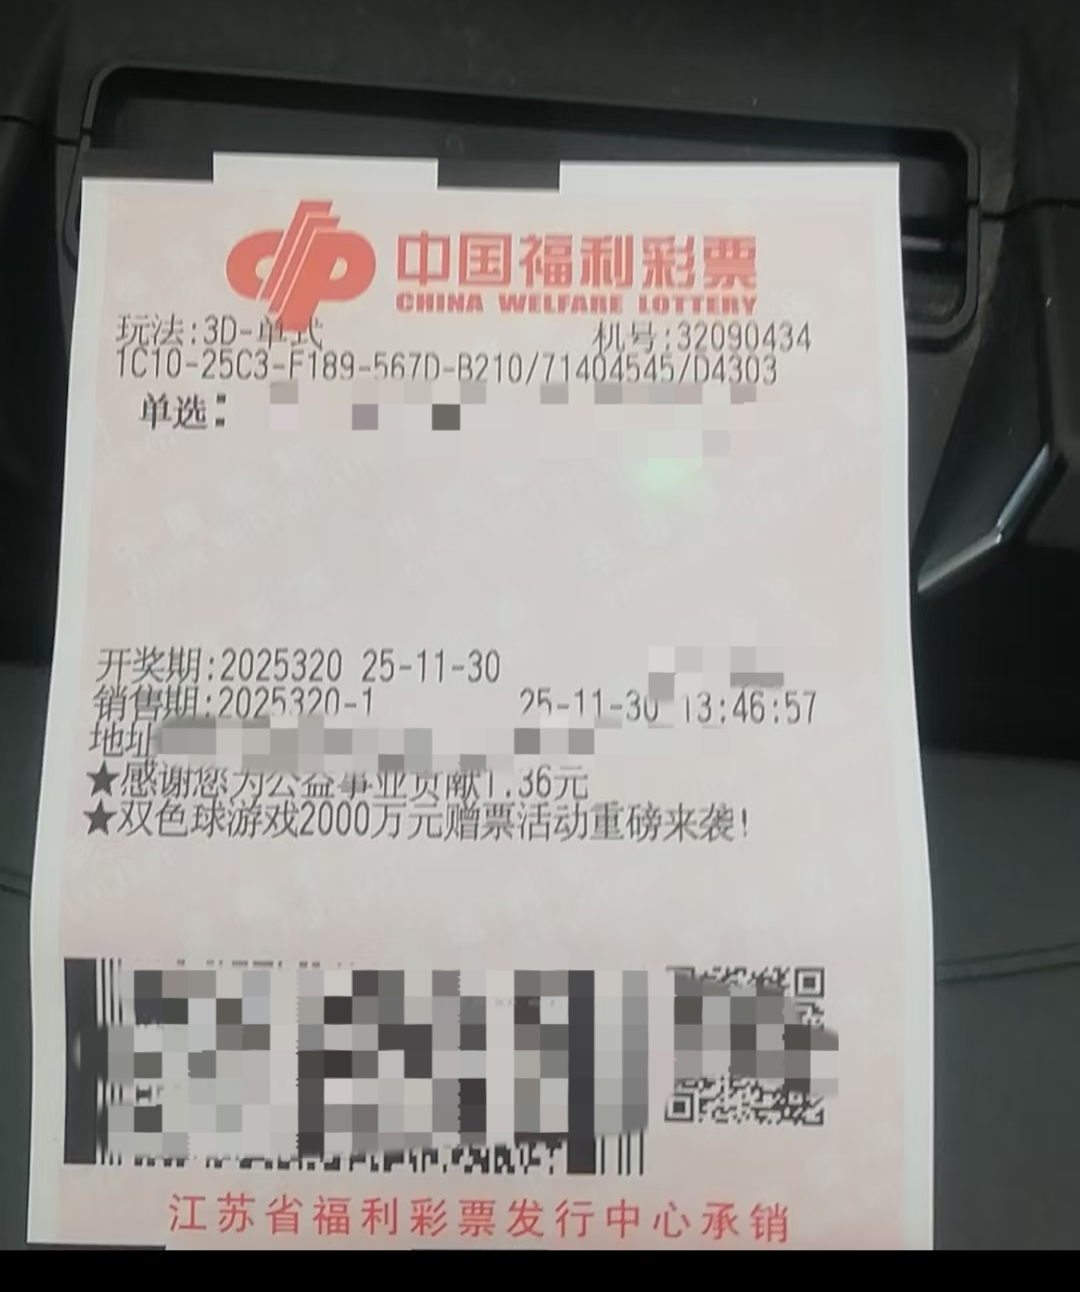 中国福利彩票
CHINA WELFARE LOTTERY
玩法:3D-单式 机号:32090434
1C10-25C3-F189-567D-B210/71404545/D4303
单选:
开奖期:2025320 25-11-30
销售期:2025320-1 25-11-30 13:46:57
地址
★感谢您为公益事业贡献1.36元
★双色球游戏2000万元赠票活动重磅来袭!
江苏省福利彩票发行中心承销